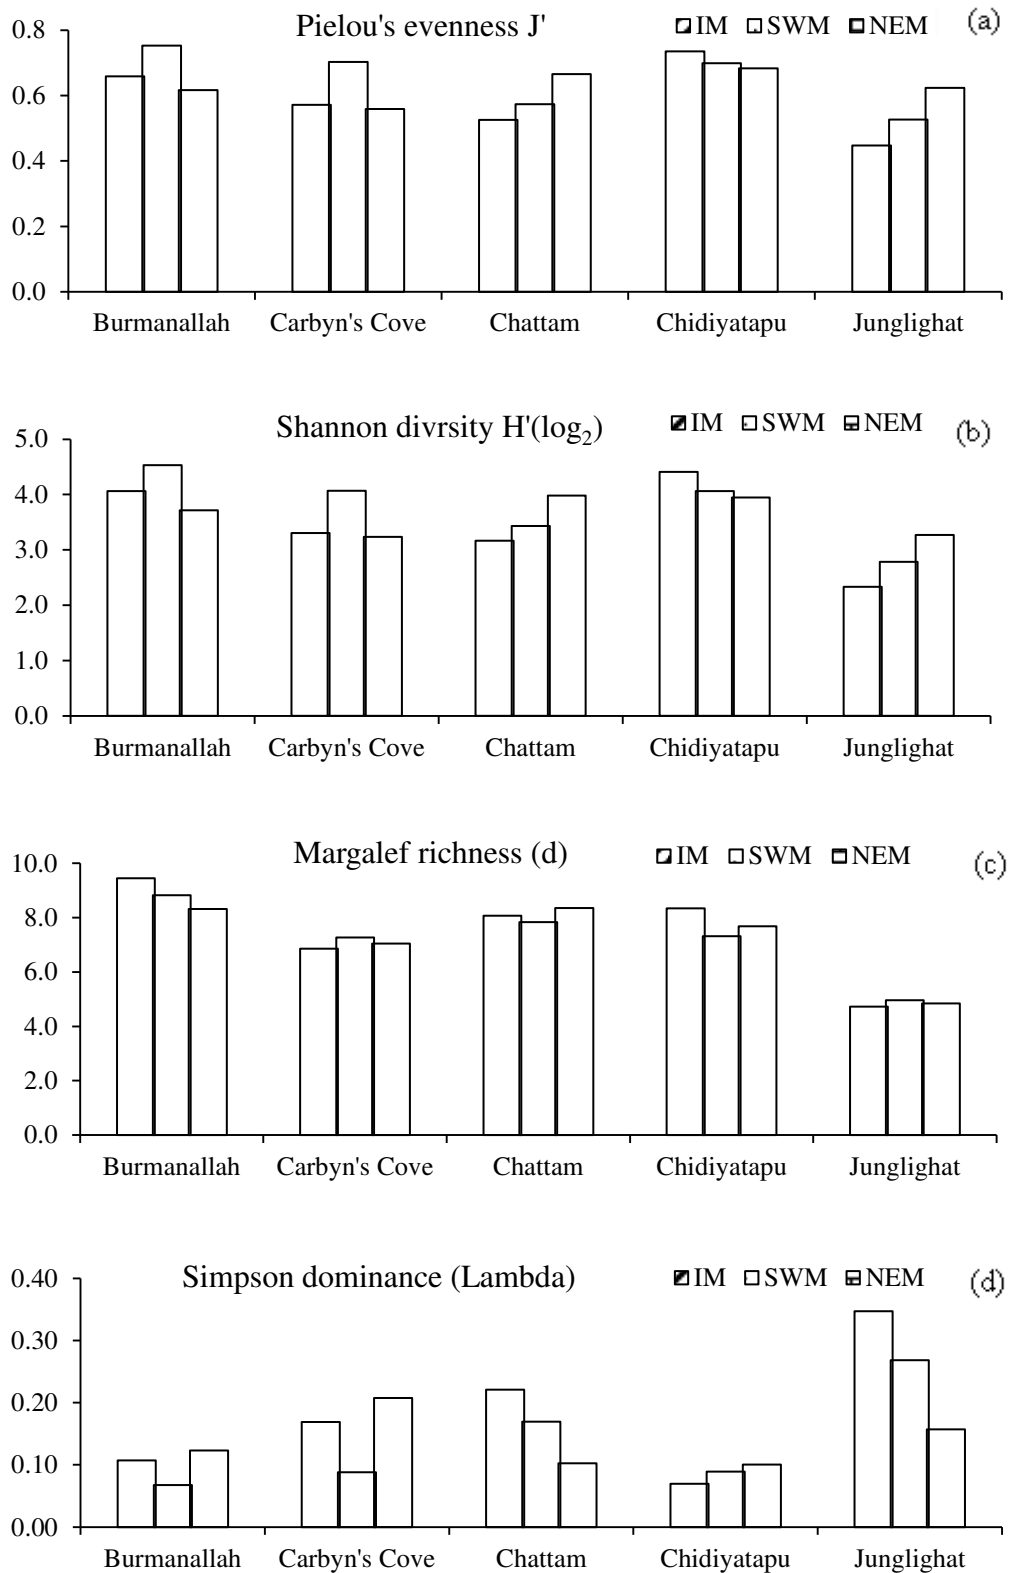 Pielou's evenness J'
IM SWM NEM
(a)
0.8
0.6
0.4
0.2
0.0
Burmanallah Carbyn's Cove Chattam Chidiyatapu Junglighat
Shannon divrsity H'(log₂)
IM SWM NEM
(b)
5.0
4.0
3.0
2.0
1.0
0.0
Burmanallah Carbyn's Cove Chattam Chidiyatapu Junglighat
Margalef richness (d)
IM SWM NEM
(c)
10.0
8.0
6.0
4.0
2.0
0.0
Burmanallah Carbyn's Cove Chattam Chidiyatapu Junglighat
Simpson dominance (Lambda)
IM SWM NEM
(d)
0.40
0.30
0.20
0.10
0.00
Burmanallah Carbyn's Cove Chattam Chidiyatapu Junglighat